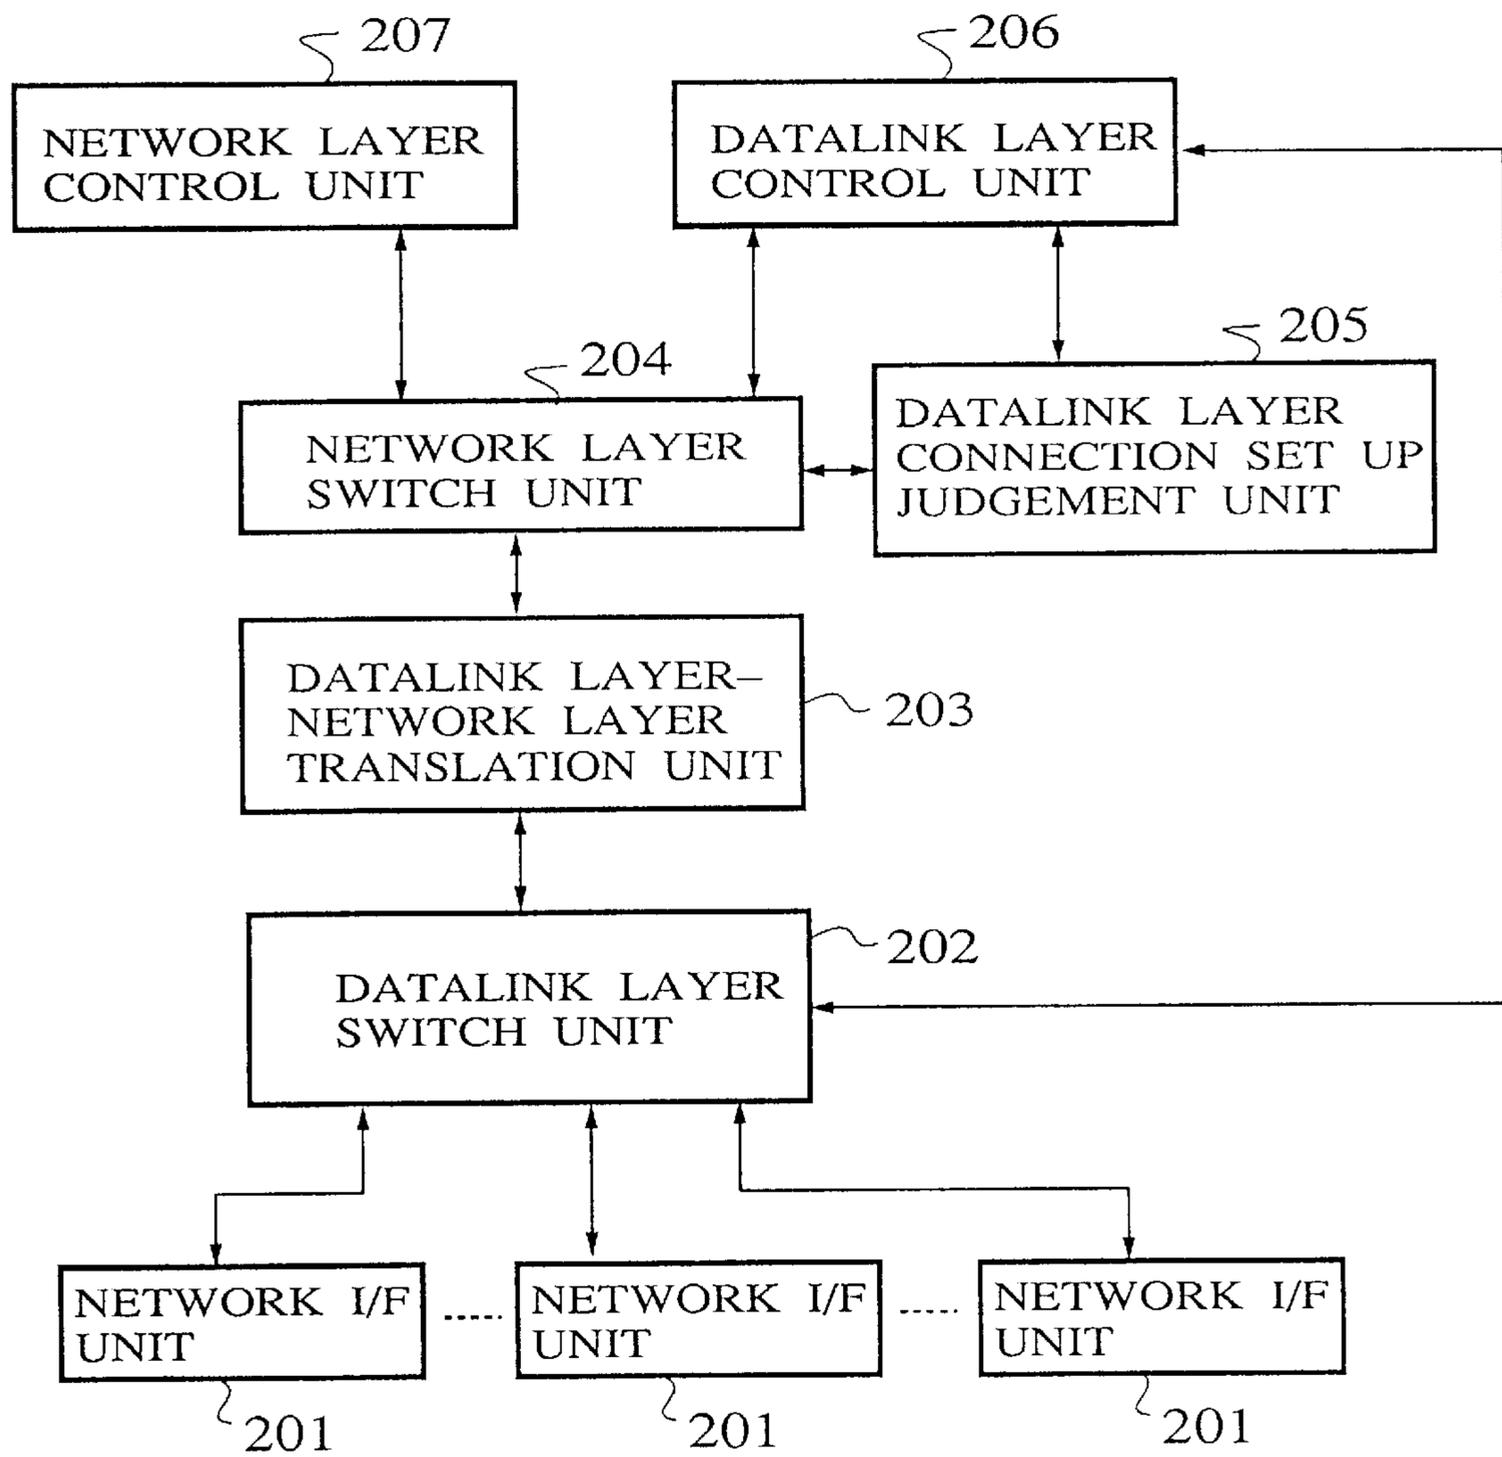 207
206
NETWORK LAYER
CONTROL UNIT
DATALINK LAYER
CONTROL UNIT
204
205
NETWORK LAYER
SWITCH UNIT
DATALINK LAYER
CONNECTION SET UP
JUDGEMENT UNIT
DATALINK LAYER–
NETWORK LAYER
TRANSLATION UNIT
203
202
DATALINK LAYER
SWITCH UNIT
NETWORK I/F
UNIT
NETWORK I/F
UNIT
NETWORK I/F
UNIT
201
201
201